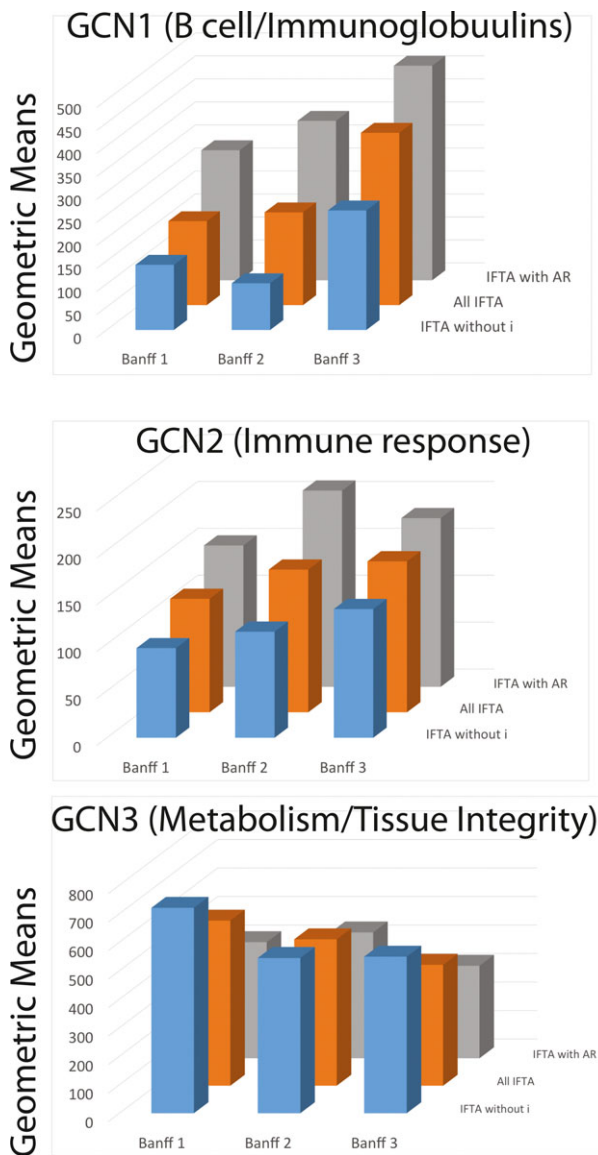 GCN1 (B cell/Immunoglobuulins)
Geometric Means
500
450
400
350
300
250
200
150
100
50
0
IFTA with AR
All IFTA
IFTA without i
Banff 1 Banff 2 Banff 3
GCN2 (Immune response)
Geometric Means
250
200
150
100
50
0
IFTA with AR
All IFTA
IFTA without i
Banff 1 Banff 2 Banff 3
GCN3 (Metabolism/Tissue Integrity)
Geometric Means
800
700
600
500
400
300
200
100
0
IFTA with AR
All IFTA
IFTA without i
Banff 1 Banff 2 Banff 3